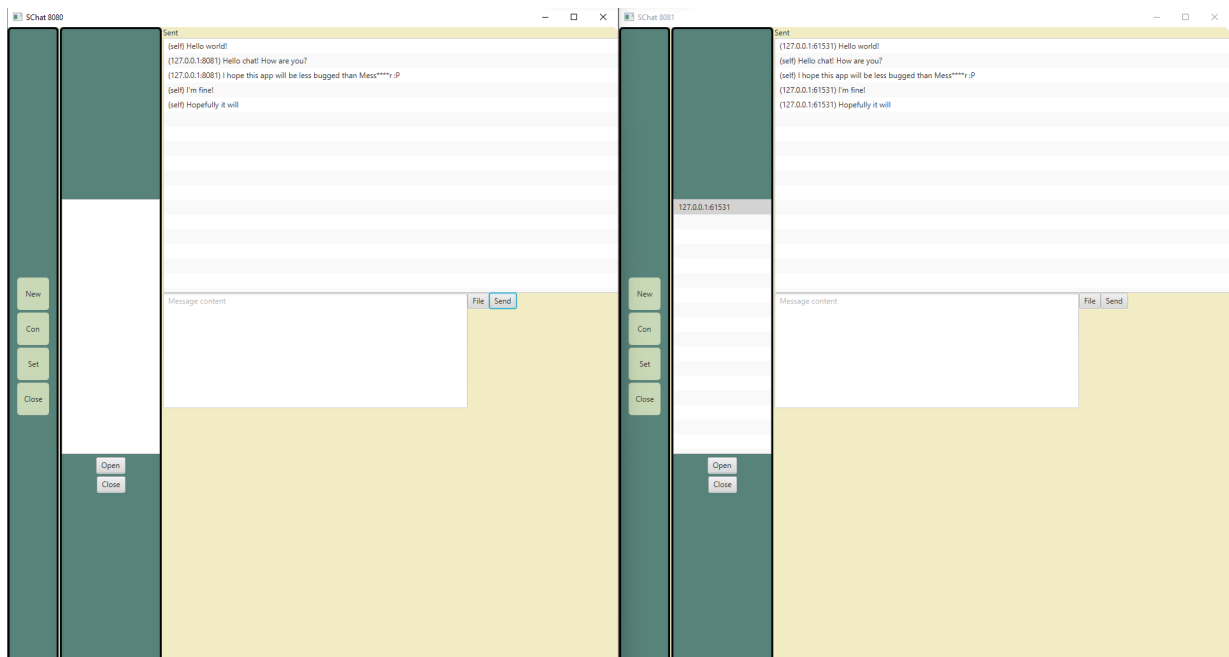 SChat 8080
Sent
(self) Hello world!
(127.0.0.1:8081) Hello chat! How are you?
(127.0.0.1:8081) I hope this app will be less bugged than Mess****r :P
(self) I'm fine!
(self) Hopefully it will
New
Con
Set
Close
Message content
File
Send
Open
Close
SChat 8081
Sent
(127.0.0.1:61531) Hello world!
(self) Hello chat! How are you?
(self) I hope this app will be less bugged than Mess****r :P
(127.0.0.1:61531) I'm fine!
(127.0.0.1:61531) Hopefully it will
127.0.0.1:61531
New
Con
Set
Close
Message content
File
Send
Open
Close